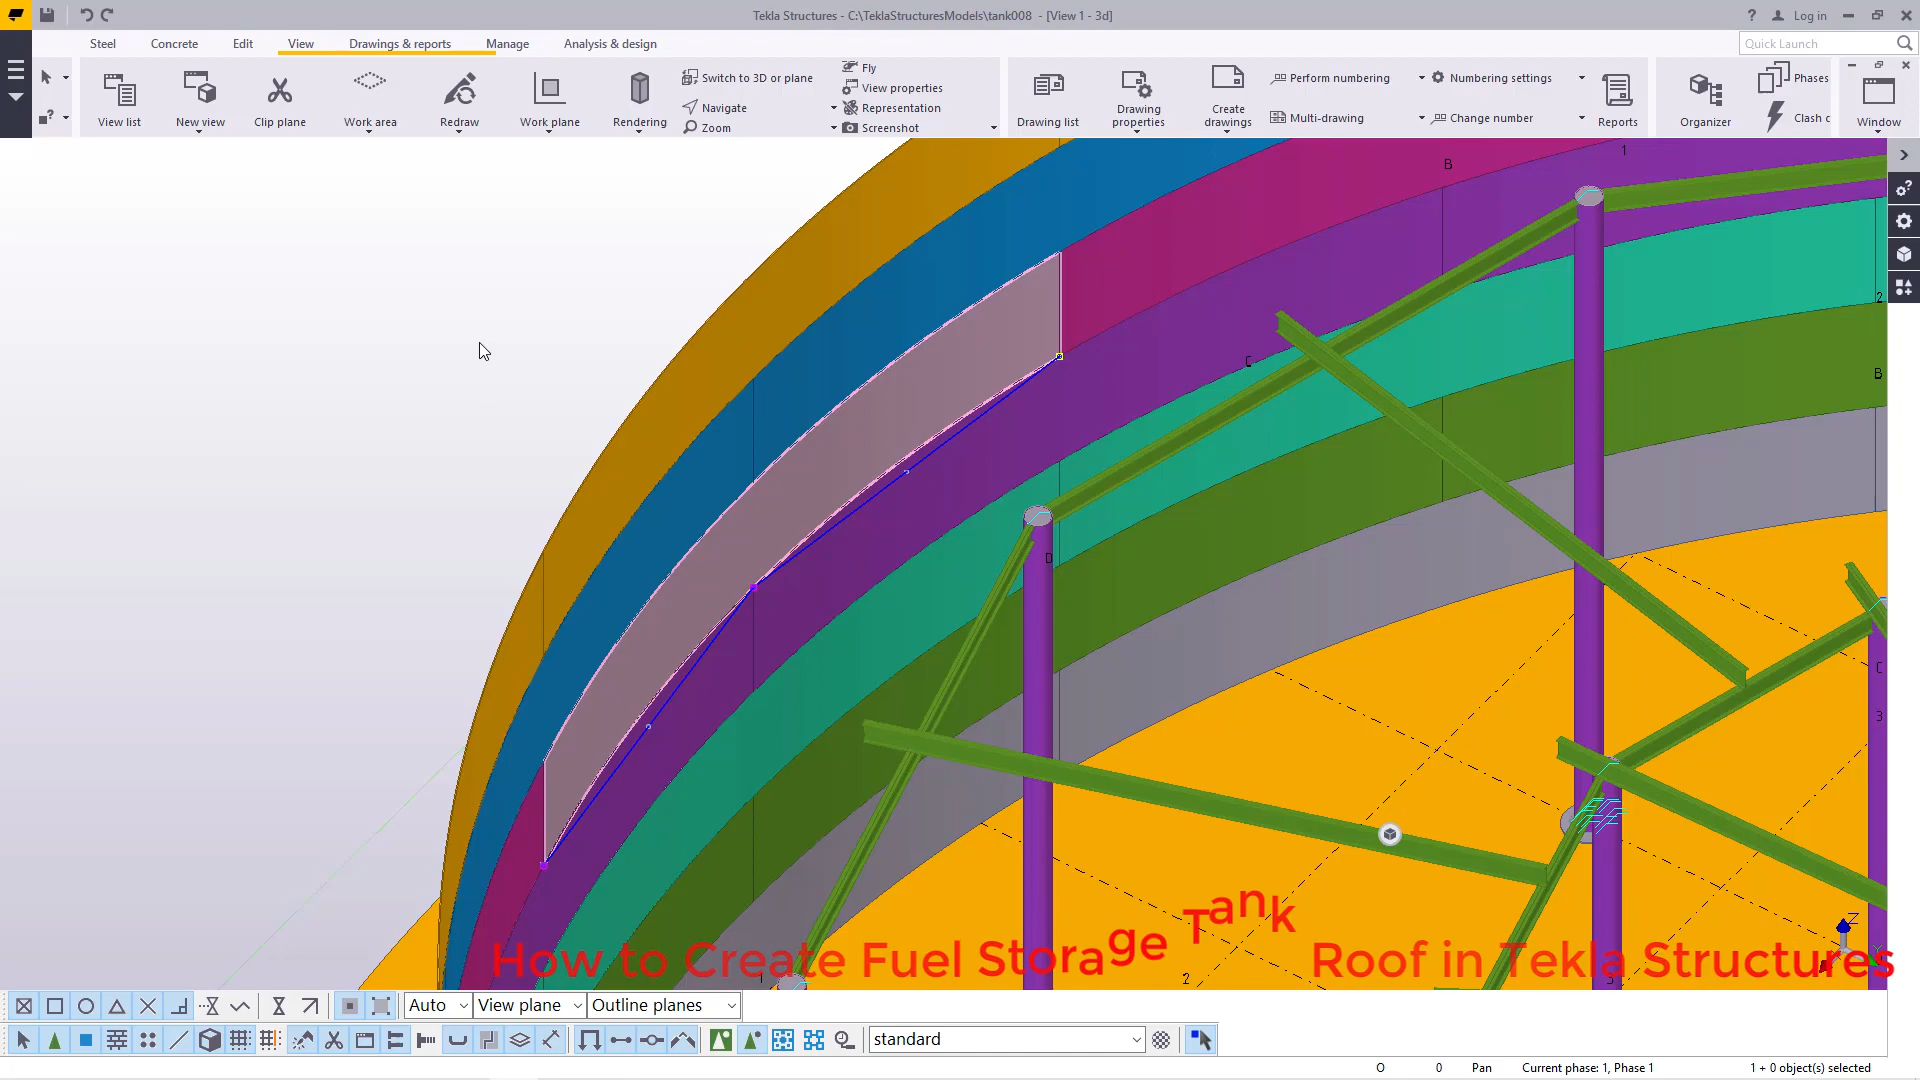 Tekla Structures - C:\TeklaStructuresModels\tank008 - [View 1 - 3d]
? Log in
Steel Concrete Edit View Drawings & reports Manage Analysis & design
Quick Launch
View list
New view
Clip plane
Work area
Redraw
Work plane
Rendering
Switch to 3D or plane
Navigate
Zoom
Fly
View properties
Representation
Screenshot
Drawing list
Drawing properties
Create drawings
Perform numbering
Multi-drawing
Numbering settings
Change number
Reports
Organizer
Phases
Clash c
Window
1
B
2
C
B
D
C
3
Z
How to Create Fuel Storage Tank Roof in Tekla Structures
1
2
3
Auto View plane Outline planes
standard
O 0 Pan Current phase: 1, Phase 1 1 + 0 object(s) selected